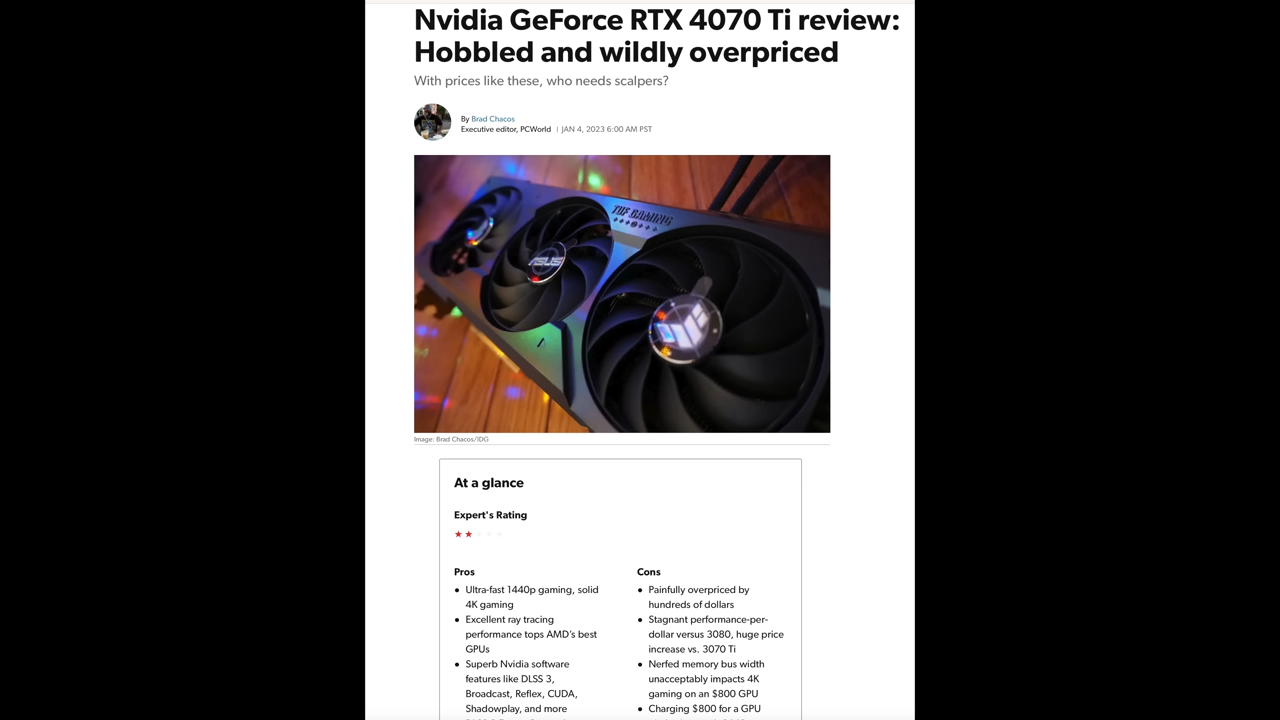 Nvidia GeForce RTX 4070 Ti review:
Hobbled and wildly overpriced
With prices like these, who needs scalpers?
By Brad Chacos
Executive editor, PCWorld | JAN 4, 2023 6:00 AM PST
TUF GAMING
ASUS
Image: Brad Chacos/IDG
At a glance
Expert's Rating
Pros
• Ultra-fast 1440p gaming, solid
4K gaming
• Excellent ray tracing
performance tops AMD's best
GPUs
• Superb Nvidia software
features like DLSS 3,
Broadcast, Reflex, CUDA,
Shadowplay, and more
Cons
• Painfully overpriced by
hundreds of dollars
• Stagnant performance-per-
dollar versus 3080, huge price
increase vs. 3070 Ti
• Nerfed memory bus width
unacceptably impacts 4K
gaming on an $800 GPU
• Charging $800 for a GPU